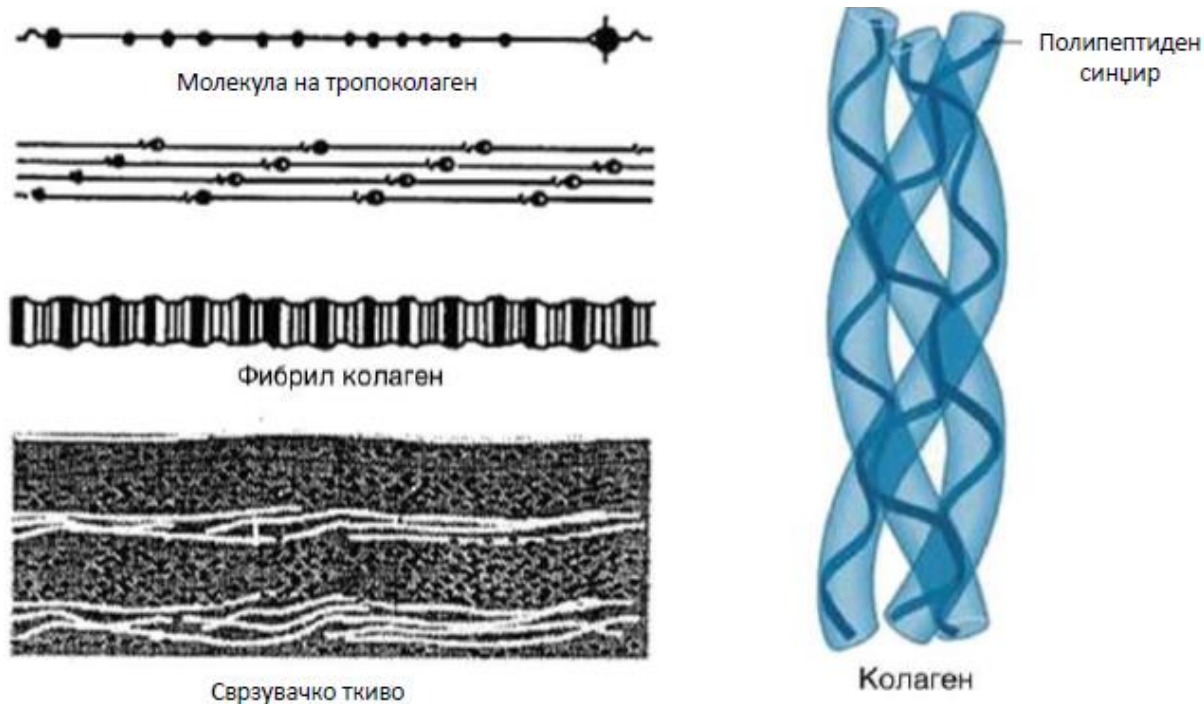 Молекула на тропоколаген
Фибрил колаген
Сврзувачко ткиво
Полипептиден
синџир
Колаген